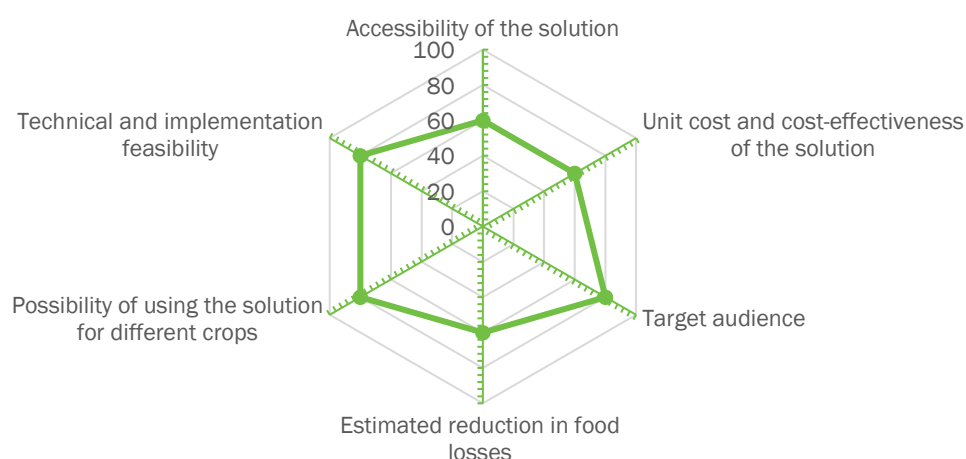 Accessibility of the solution
100
80
60
40
20
0
Unit cost and cost-effectiveness
of the solution
Target audience
Estimated reduction in food
losses
Possibility of using the solution
for different crops
Technical and implementation
feasibility